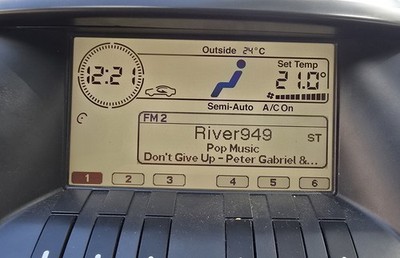 Outside 24°C
12:21
Set Temp
21.0°
Semi-Auto A/C On
FM 2
River949 ST
Pop Music
Don't Give Up - Peter Gabriel &...
1 2 3 4 5 6